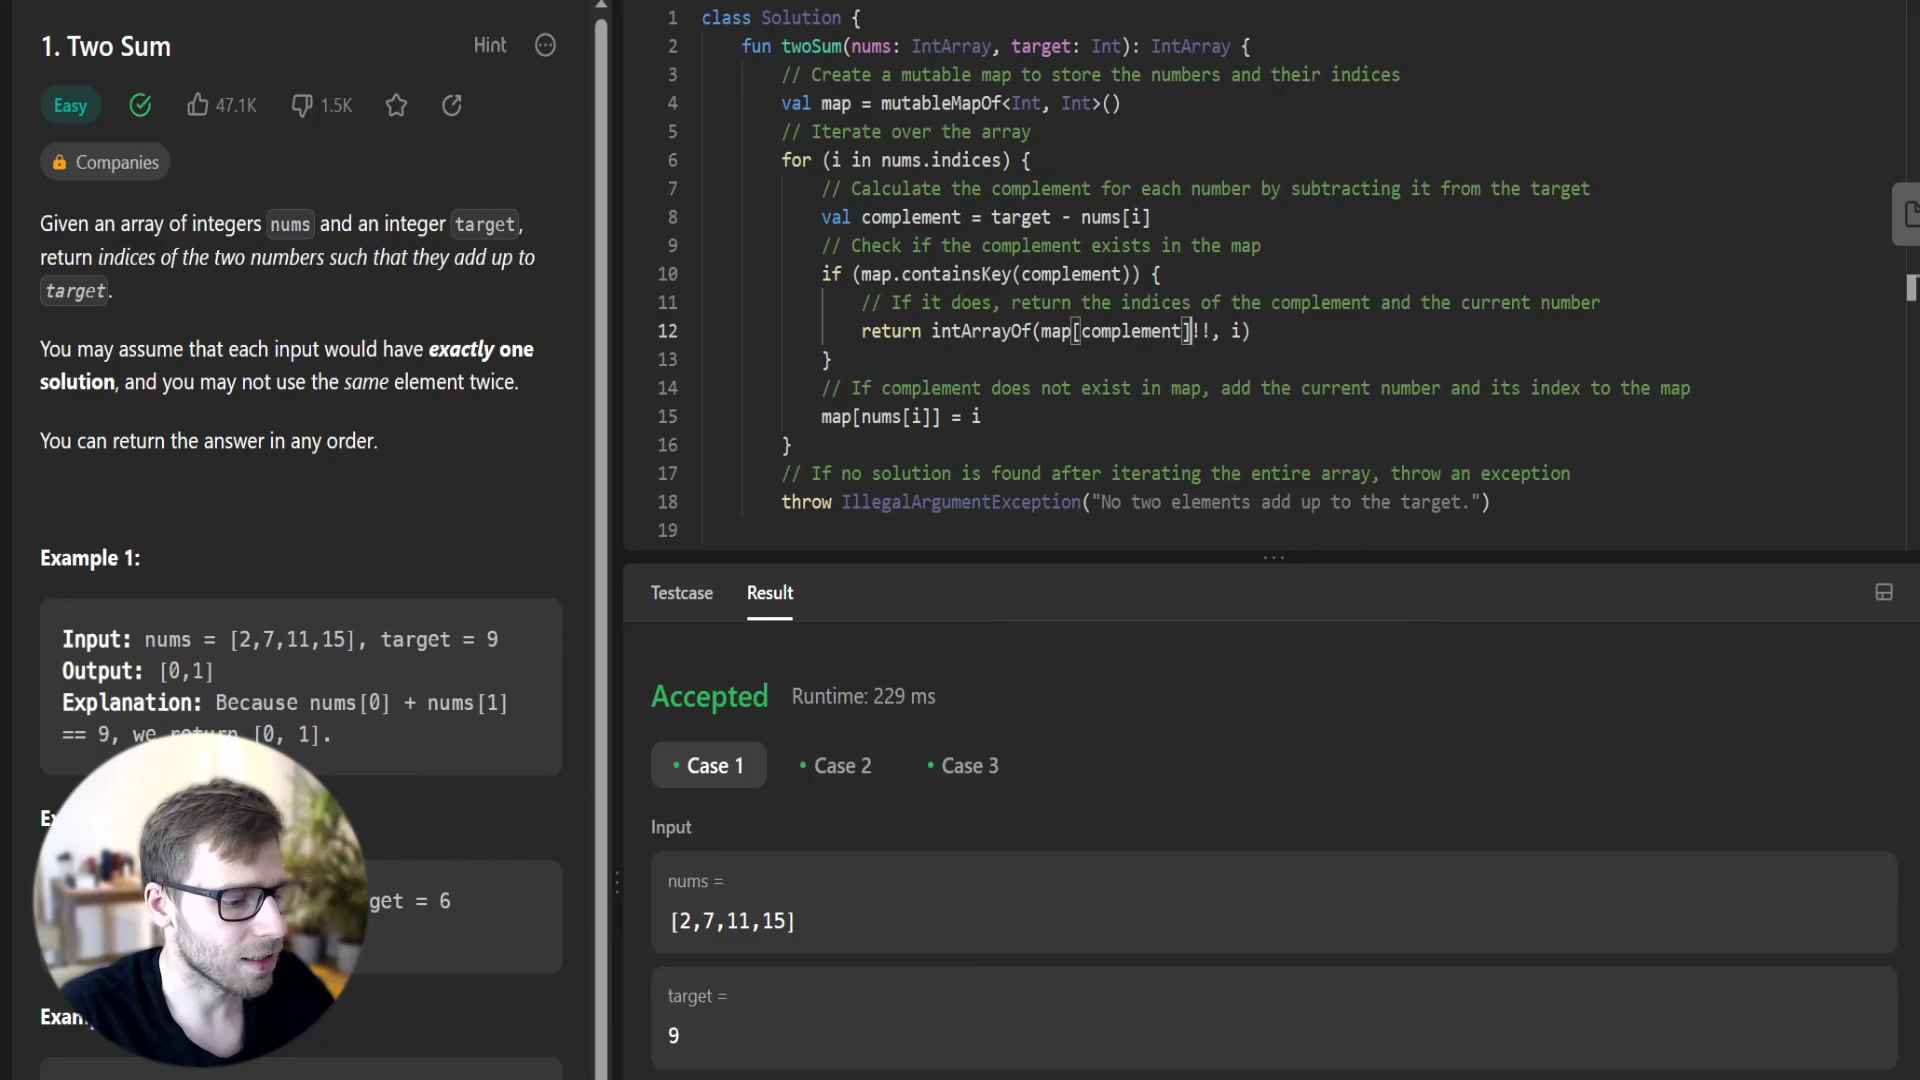 1. Two Sum
Hint
Easy
47.1K
1.5K
Companies
Given an array of integers nums and an integer target,
return indices of the two numbers such that they add up to
target.
You may assume that each input would have exactly one
solution, and you may not use the same element twice.
You can return the answer in any order.
Example 1:
Input: nums = [2,7,11,15], target = 9
Output: [0,1]
Explanation: Because nums[0] + nums[1]
== 9, we return [0, 1].
get = 6
1 class Solution {
2 fun twoSum(nums: IntArray, target: Int): IntArray {
3 // Create a mutable map to store the numbers and their indices
4 val map = mutableMapOf<Int, Int>()
5 // Iterate over the array
6 for (i in nums.indices) {
7 // Calculate the complement for each number by subtracting it from the target
8 val complement = target - nums[i]
9 // Check if the complement exists in the map
10 if (map.containsKey(complement)) {
11 // If it does, return the indices of the complement and the current number
12 return intArrayOf(map[complement]!!, i)
13 }
14 // If complement does not exist in map, add the current number and its index to the map
15 map[nums[i]] = i
16 }
17 // If no solution is found after iterating the entire array, throw an exception
18 throw IllegalArgumentException("No two elements add up to the target.")
19
Testcase
Result
Accepted Runtime: 229 ms
Case 1
Case 2
Case 3
Input
nums =
[2,7,11,15]
target =
9